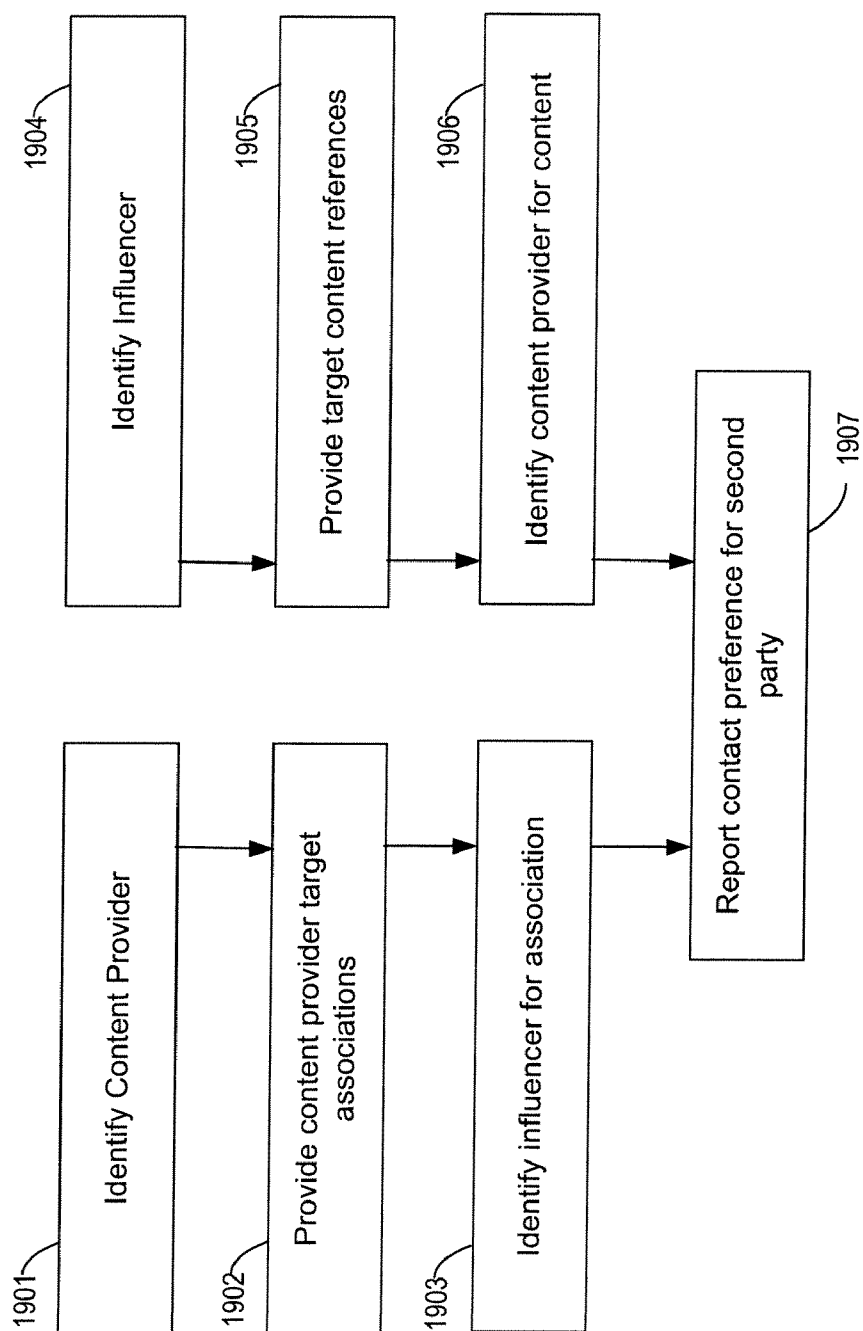 1901
Identify Content Provider
1902
Provide content provider target
associations
1903
Identify influencer for association
1904
Identify Influencer
1905
Provide target content references
1906
Identify content provider for content
Report contact preference for second
party
1907